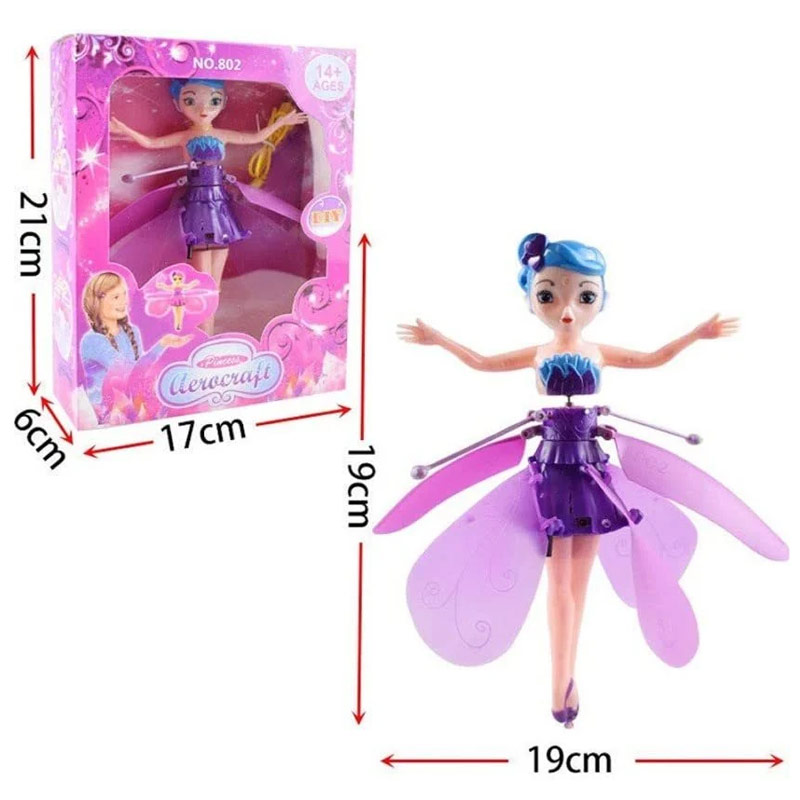 NO.802
14+
AGES
21cm
DIY
Princess
Aerocraft
6cm
17cm
19cm
19cm